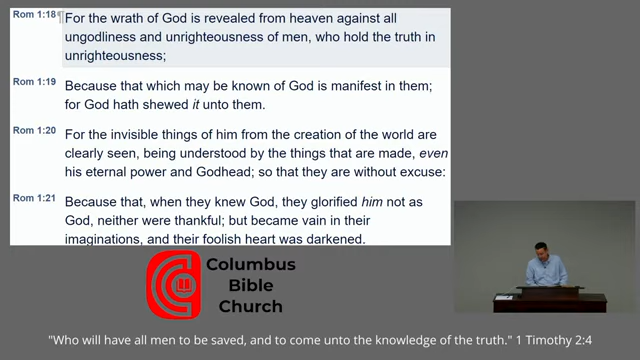 Rom 1:18¶ For the wrath of God is revealed from heaven against all
ungodliness and unrighteousness of men, who hold the truth in
unrighteousness;
Rom 1:19 Because that which may be known of God is manifest in them;
for God hath shewed it unto them.
Rom 1:20 For the invisible things of him from the creation of the world are
clearly seen, being understood by the things that are made, even
his eternal power and Godhead; so that they are without excuse:
Rom 1:21 Because that, when they knew God, they glorified him not as
God, neither were thankful; but became vain in their
imaginations, and their foolish heart was darkened.
Columbus
Bible
Church
"Who will have all men to be saved, and to come unto the knowledge of the truth." 1 Timothy 2:4